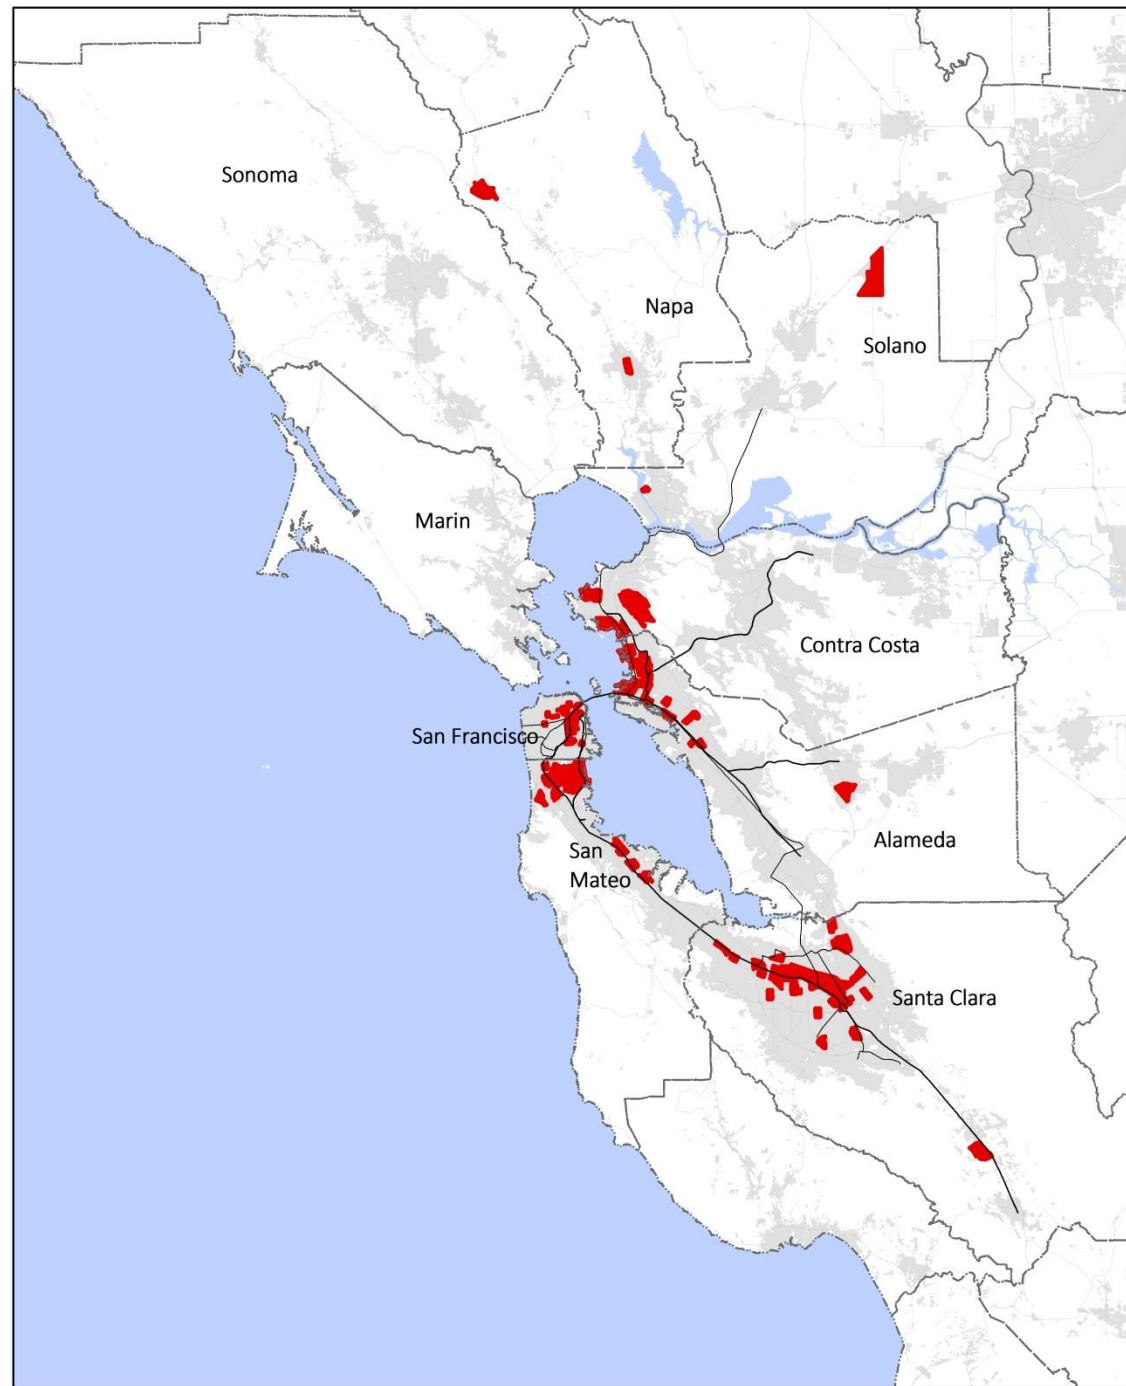 Sonoma
Napa
Solano
Marin
Contra Costa
San Francisco
Alameda
San
Mateo
Santa Clara